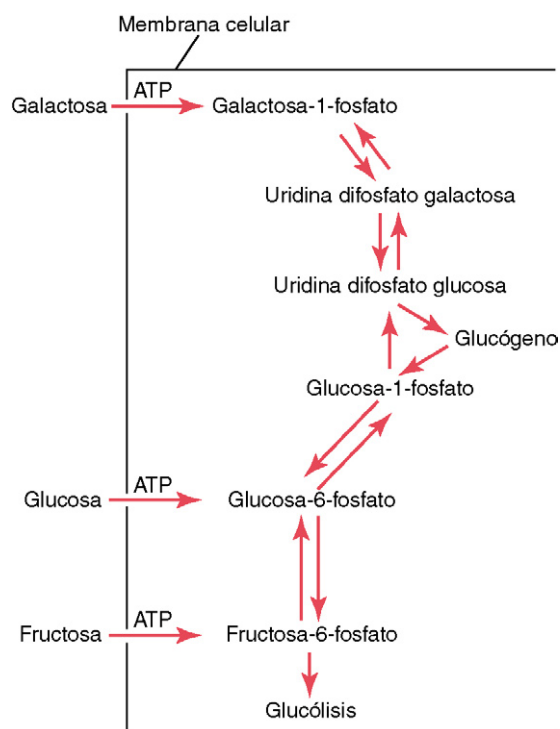 Membrana celular
Galactosa
ATP
Galactosa-1-fosfato
Uridina difosfato galactosa
Uridina difosfato glucosa
Glucógeno
Glucosa-1-fosfato
Glucosa
ATP
Glucosa-6-fosfato
Fructosa
ATP
Fructosa-6-fosfato
Glucólisis